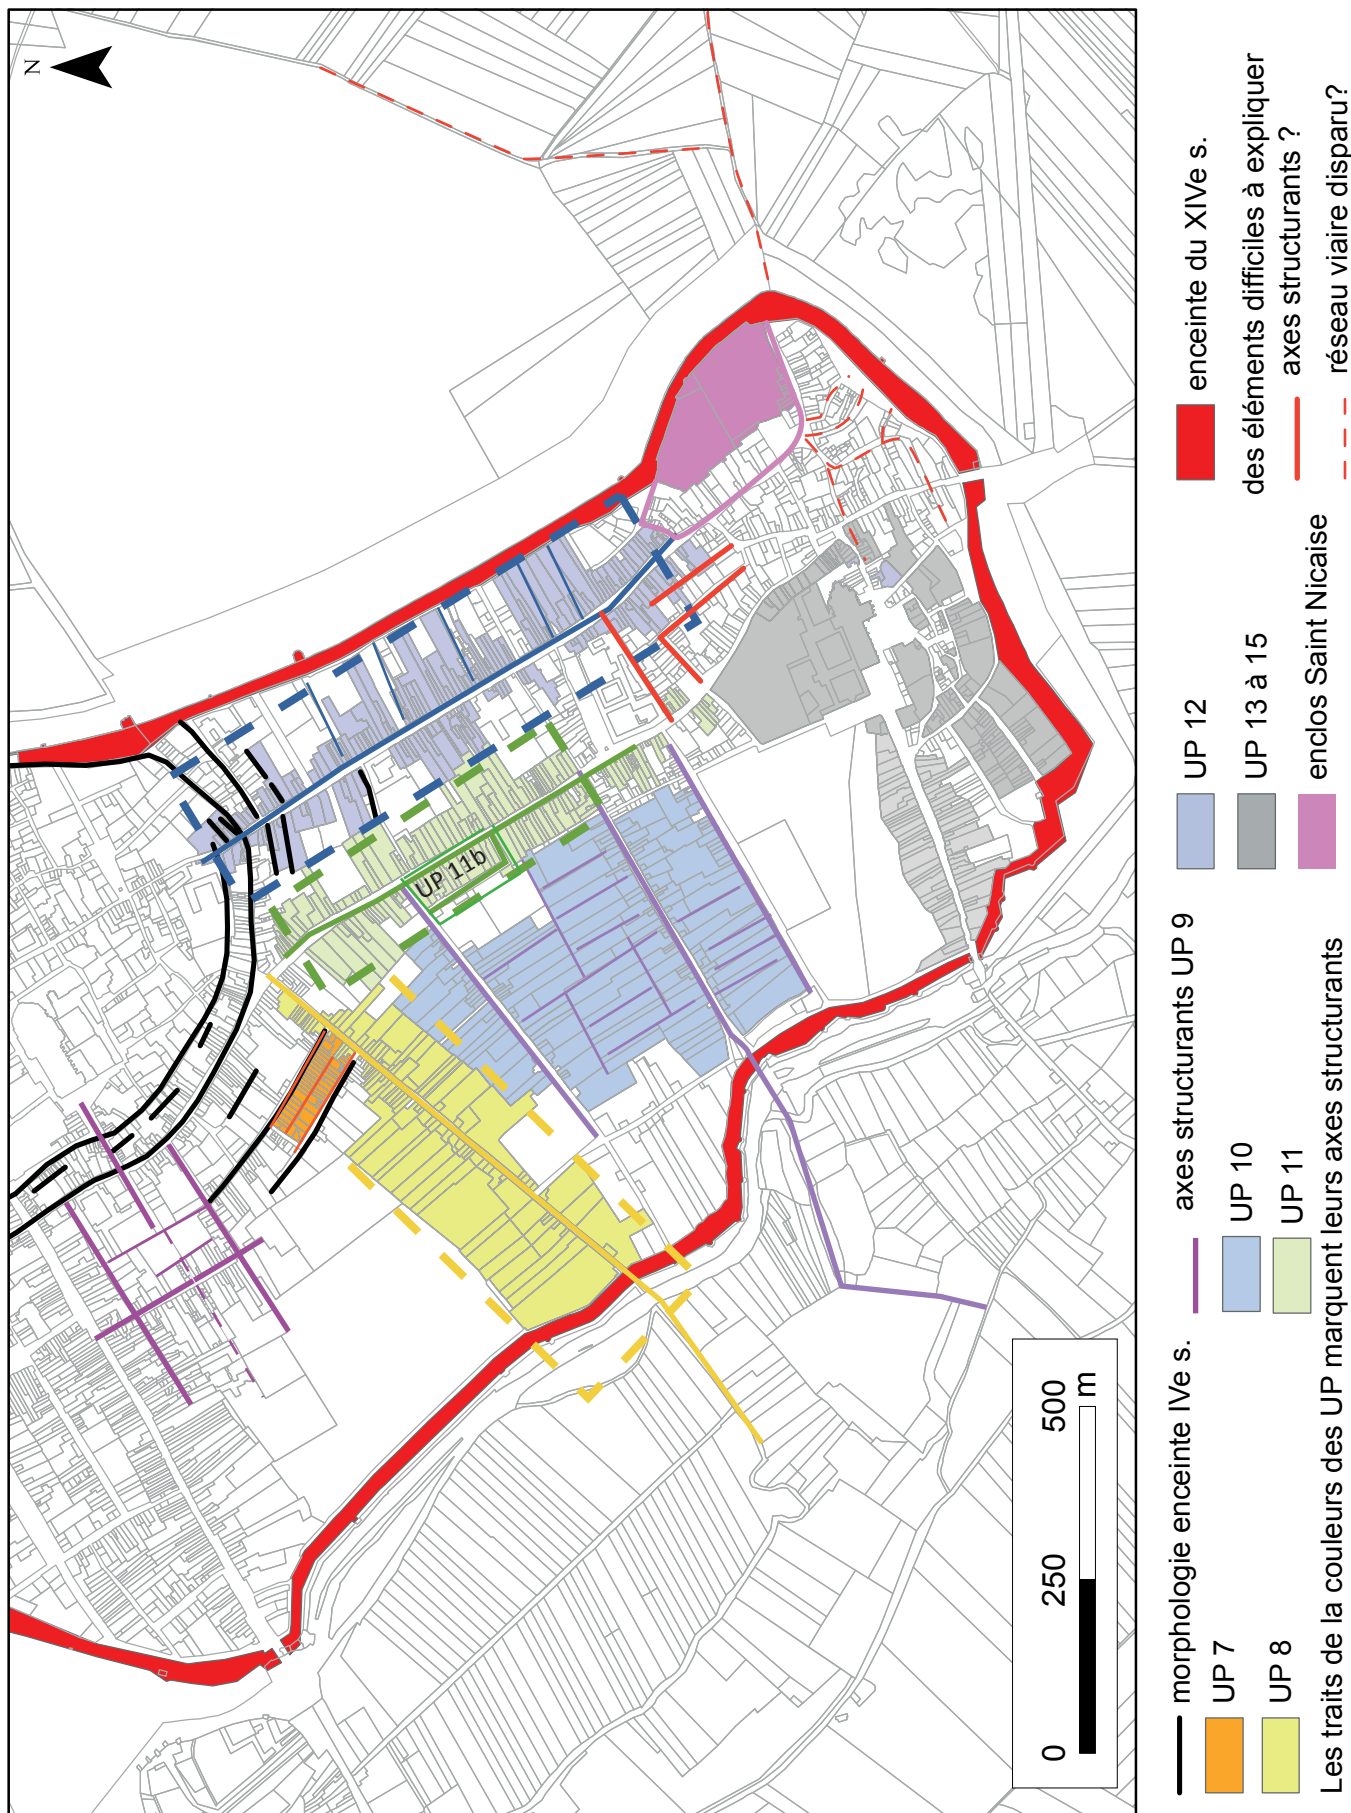 N
UP 11b
0 250 500
m
morphologie enceinte IVe s.
UP 7
UP 8
axes structurants UP 9
UP 10
UP 11
Les traits de la couleurs des UP marquent leurs axes structurants
UP 12
UP 13 à 15
enclos Saint Nicaise
enceinte du XIVe s.
des éléments difficiles à expliquer
axes structurants ?
réseau viaire disparu?